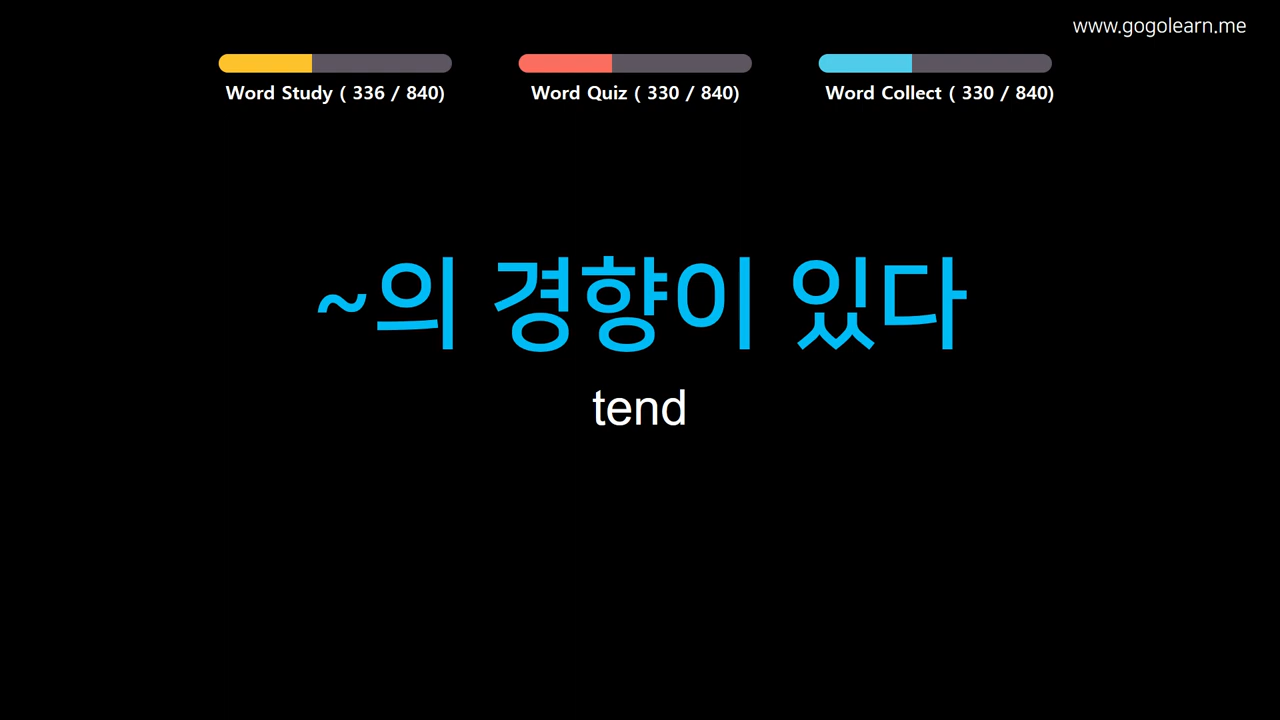 www.gogolearn.me
Word Study ( 336 / 840)
Word Quiz ( 330 / 840)
Word Collect ( 330 / 840)
~의 경향이 있다
tend